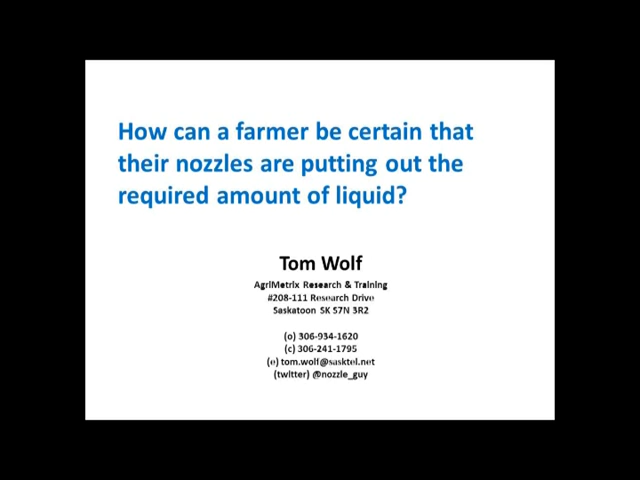 How can a farmer be certain that
their nozzles are putting out the
required amount of liquid?
Tom Wolf
AgriMetrix Research & Training
#208-111 Research Drive
Saskatoon SK S7N 3R2
(o) 306-934-1620
(c) 306-241-1795
(e) tom.wolf@sasktel.net
(twitter) @nozzle_guy